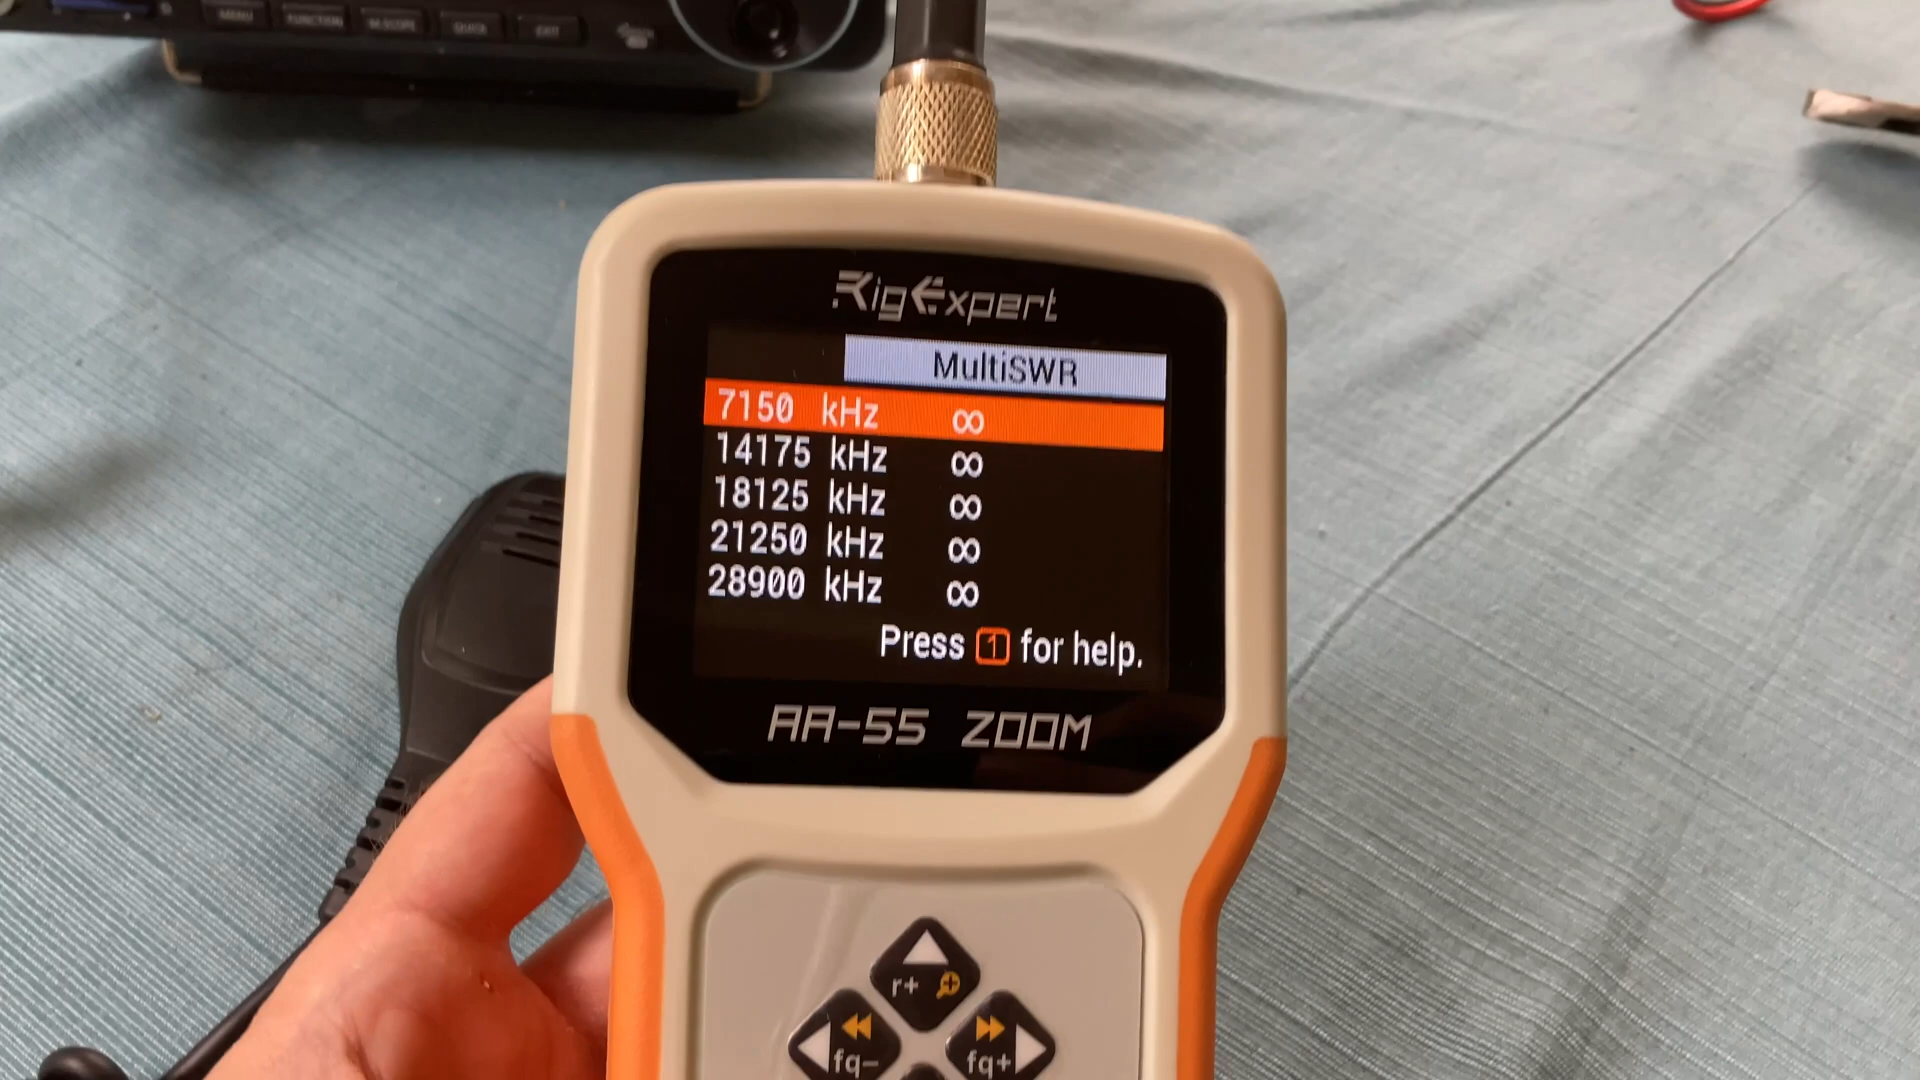 MENU FUNCTION M.SCOPE QUICK EXIT
RigExpert
MultiSWR
7150 kHz ∞
14175 kHz ∞
18125 kHz ∞
21250 kHz ∞
28900 kHz ∞
Press 1 for help.
AA-55 ZOOM
r+
fq- fq+